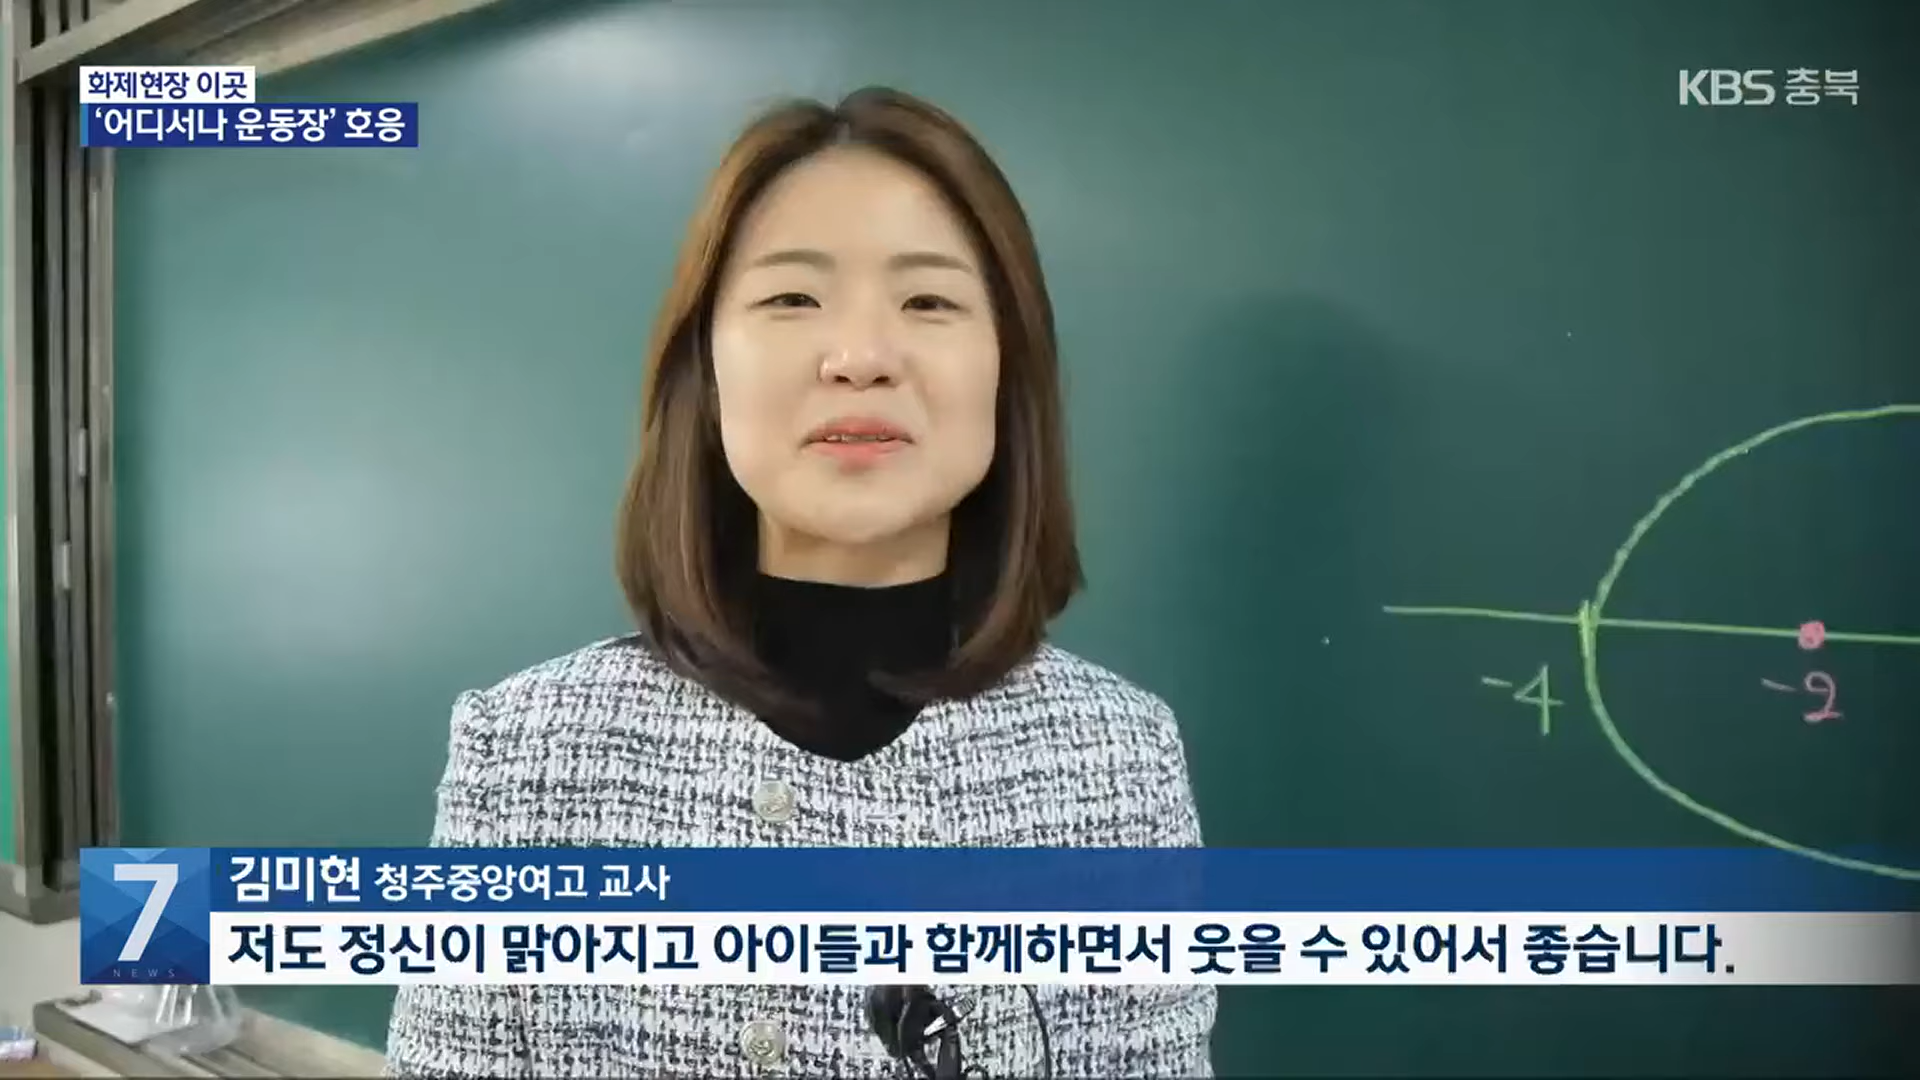 화제현장 이곳
‘어디서나 운동장’ 호응
KBS 충북
-4
-2
7
NEWS
김미현 청주중앙여고 교사
저도 정신이 맑아지고 아이들과 함께하면서 웃을 수 있어서 좋습니다.